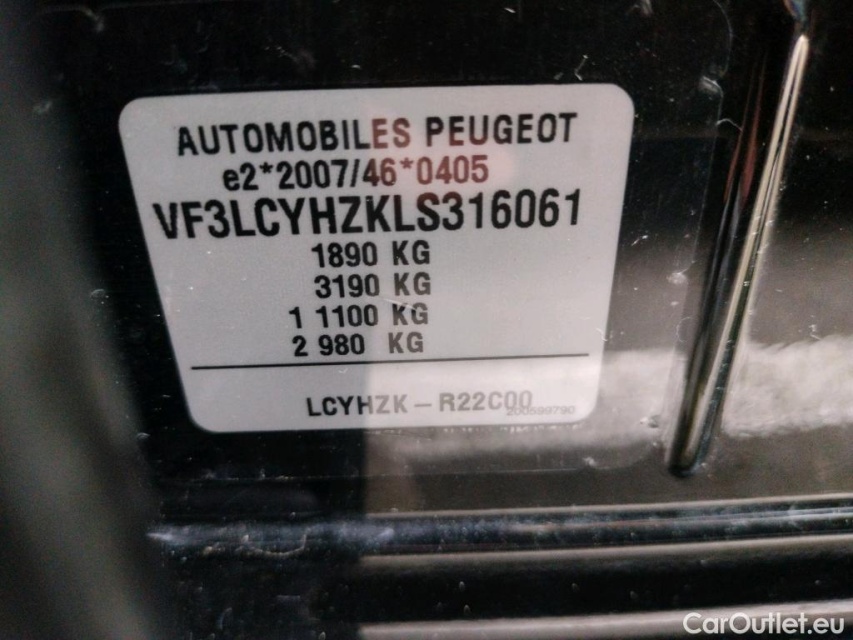 AUTOMOBILES PEUGEOT
e2*2007/46*0405
VF3LCYHZKLS316061
1890 KG
3190 KG
1 1100 KG
2 980 KG
LCYHZK – R22C00
200599790
CarOutlet.eu